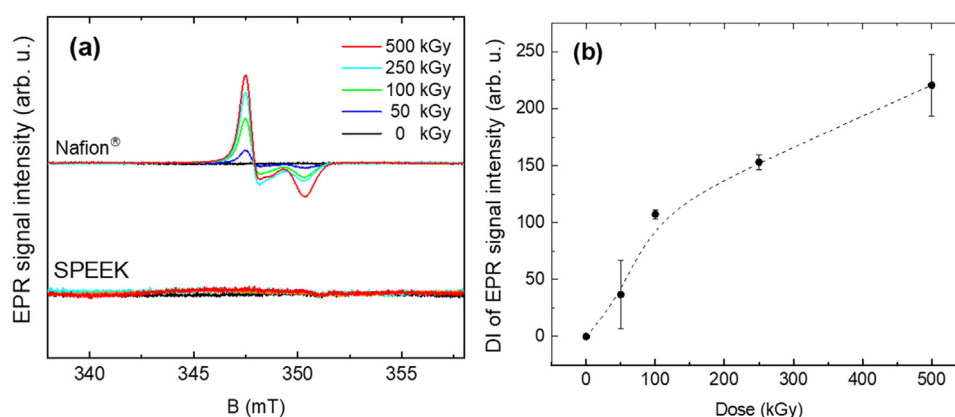 (a)
500 kGy
250 kGy
100 kGy
50 kGy
0 kGy
Nafion®
SPEEK
EPR signal intensity (arb. u.)
340 345 350 355
B (mT)
(b)
DI of EPR signal intensity (arb. u.)
250
200
150
100
50
0
0 100 200 300 400 500
Dose (kGy)